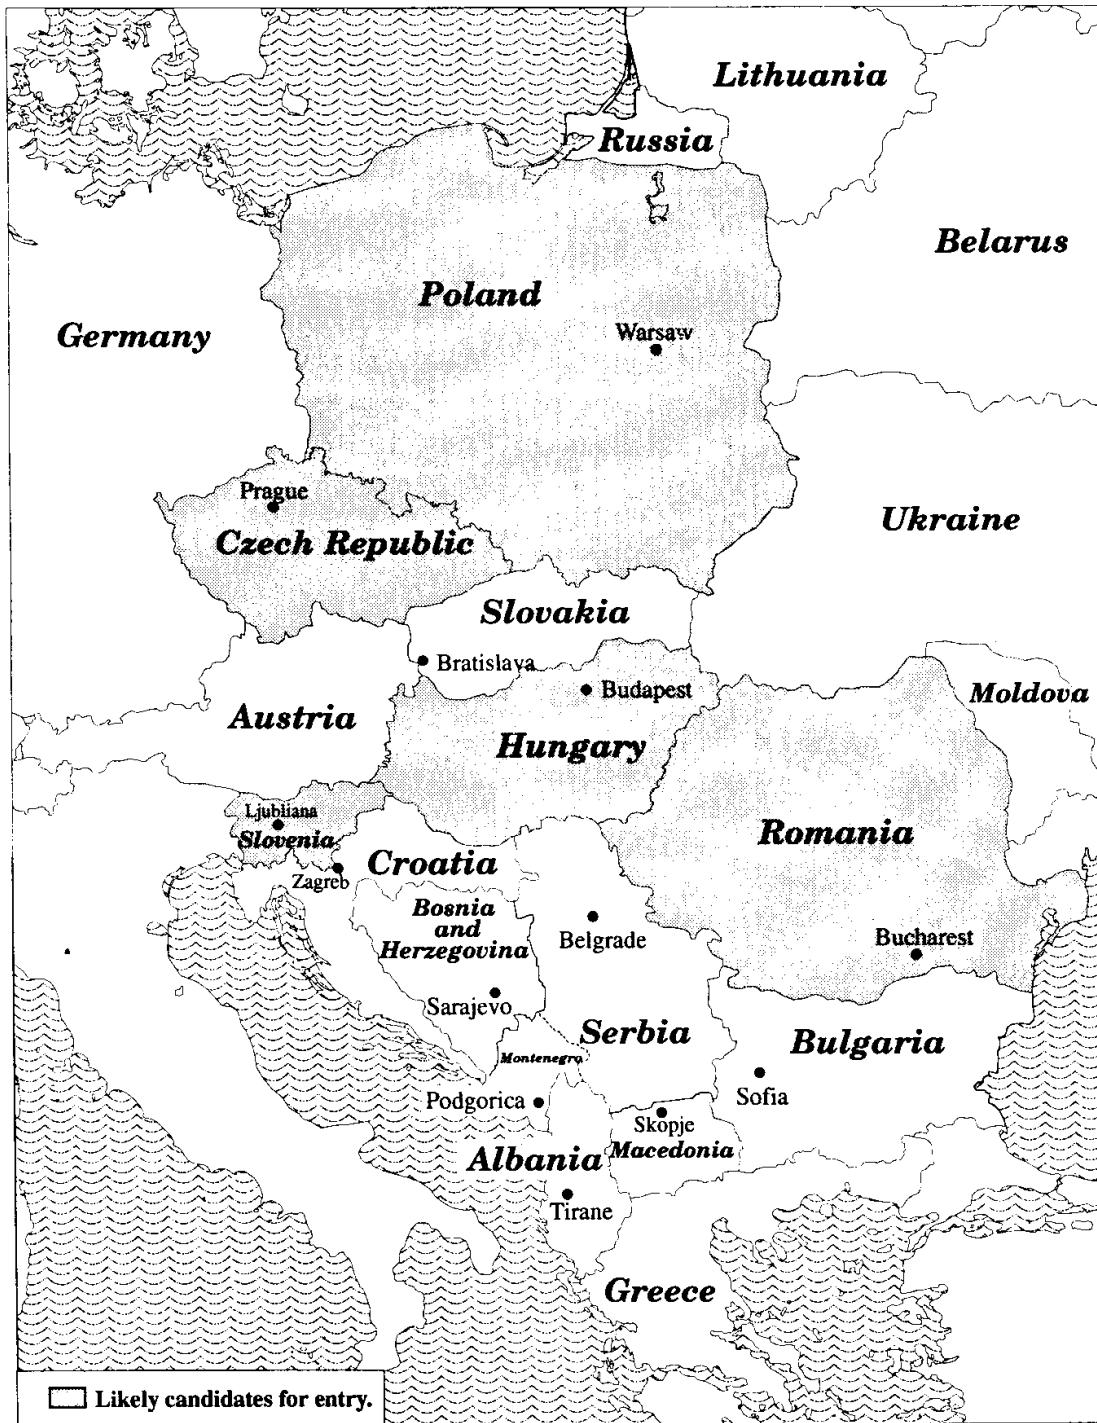 Lithuania
Russia
Belarus
Poland
Germany
Warsaw
Prague
Czech Republic
Ukraine
Slovakia
Bratislava
Budapest
Moldova
Austria
Hungary
Ljubliana
Slovenia
Romania
Croatia
Zagreb
Bosnia
and
Herzegovina
Belgrade
Bucharest
Sarajevo
Serbia
Bulgaria
Montenegro
Sofia
Podgorica
Skopje
Macedonia
Albania
Tirane
Greece
Likely candidates for entry.